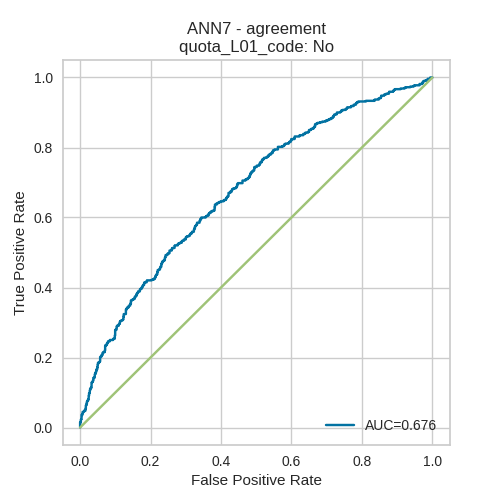 ANN7 - agreement
quota_L01_code: No
True Positive Rate
1.0
0.8
0.6
0.4
0.2
0.0
AUC=0.676
0.0 0.2 0.4 0.6 0.8 1.0
False Positive Rate